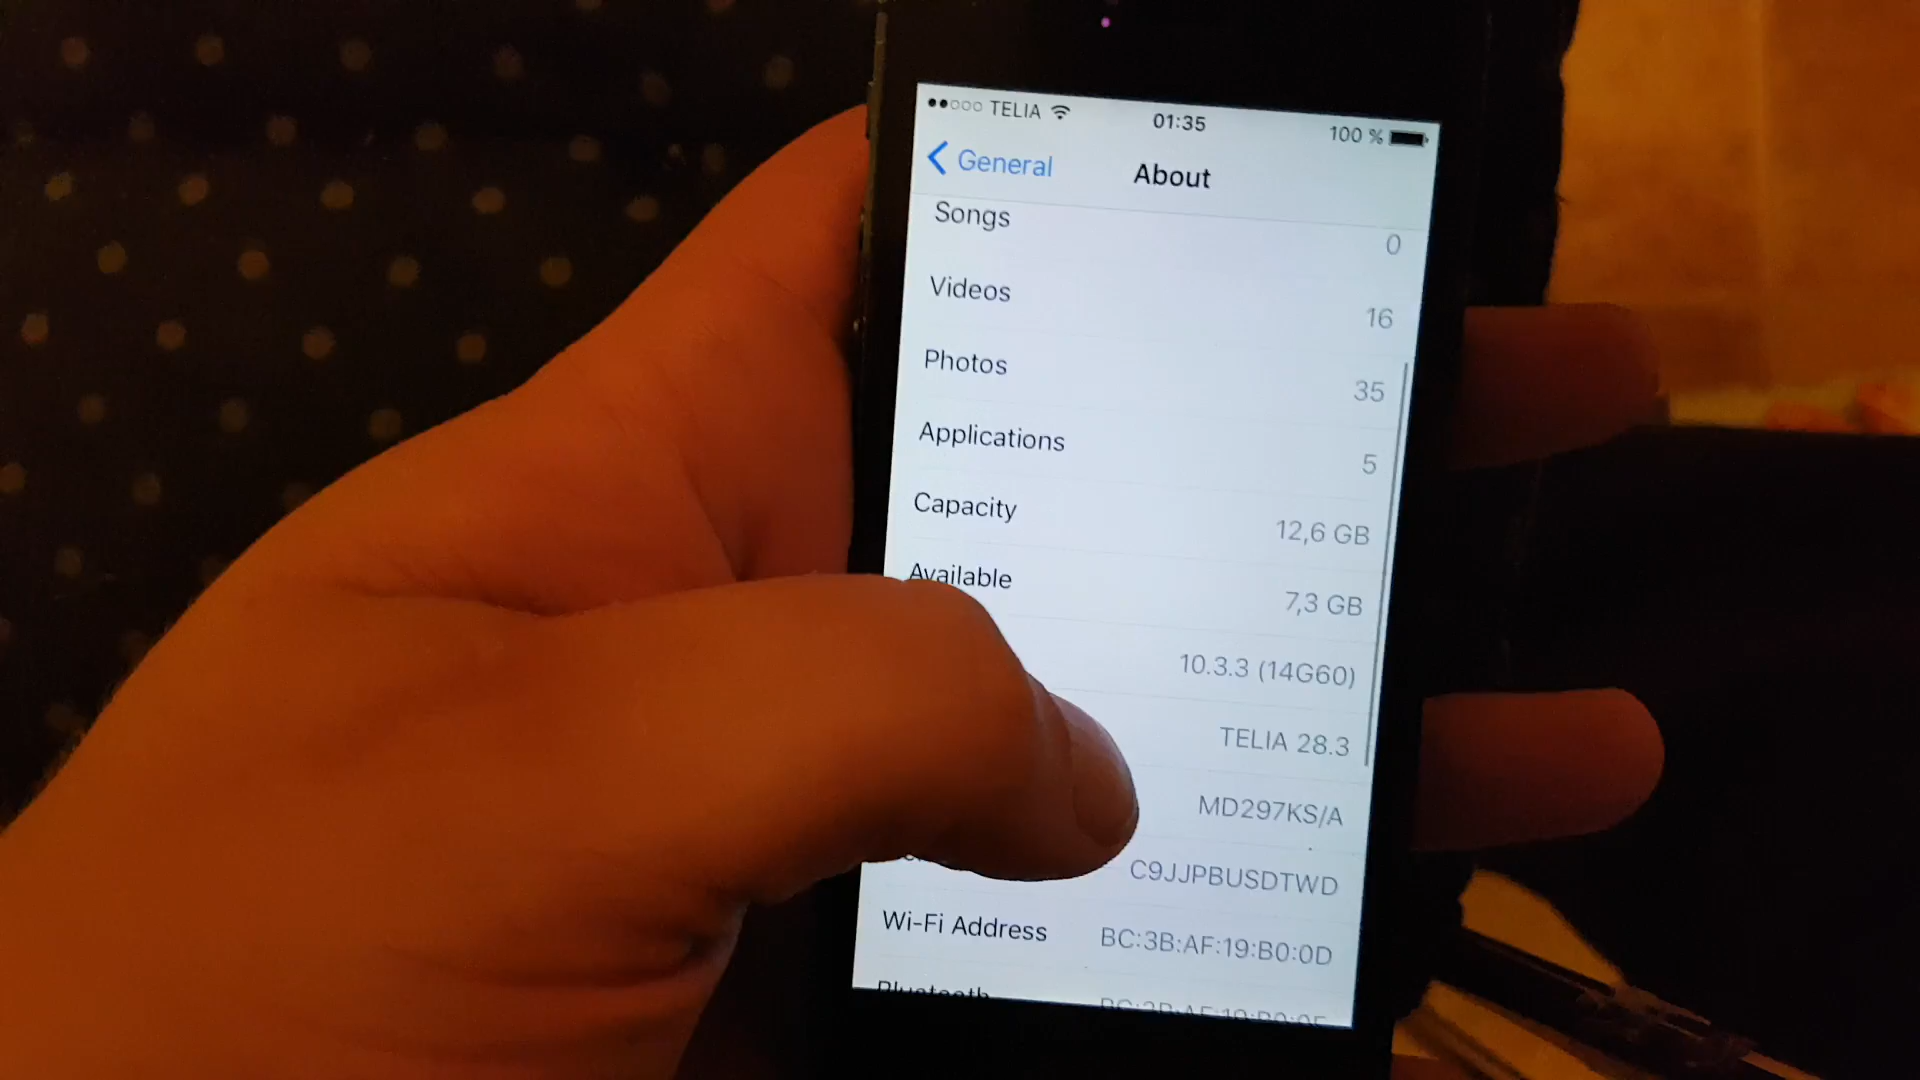 TELIA 01:35 100 %
General About
Songs 0
Videos 16
Photos 35
Applications 5
Capacity 12,6 GB
Available 7,3 GB
10.3.3 (14G60)
TELIA 28.3
MD297KS/A
C9JJPBUSDTWD
Wi-Fi Address BC:3B:AF:19:B0:0D
Bluetooth